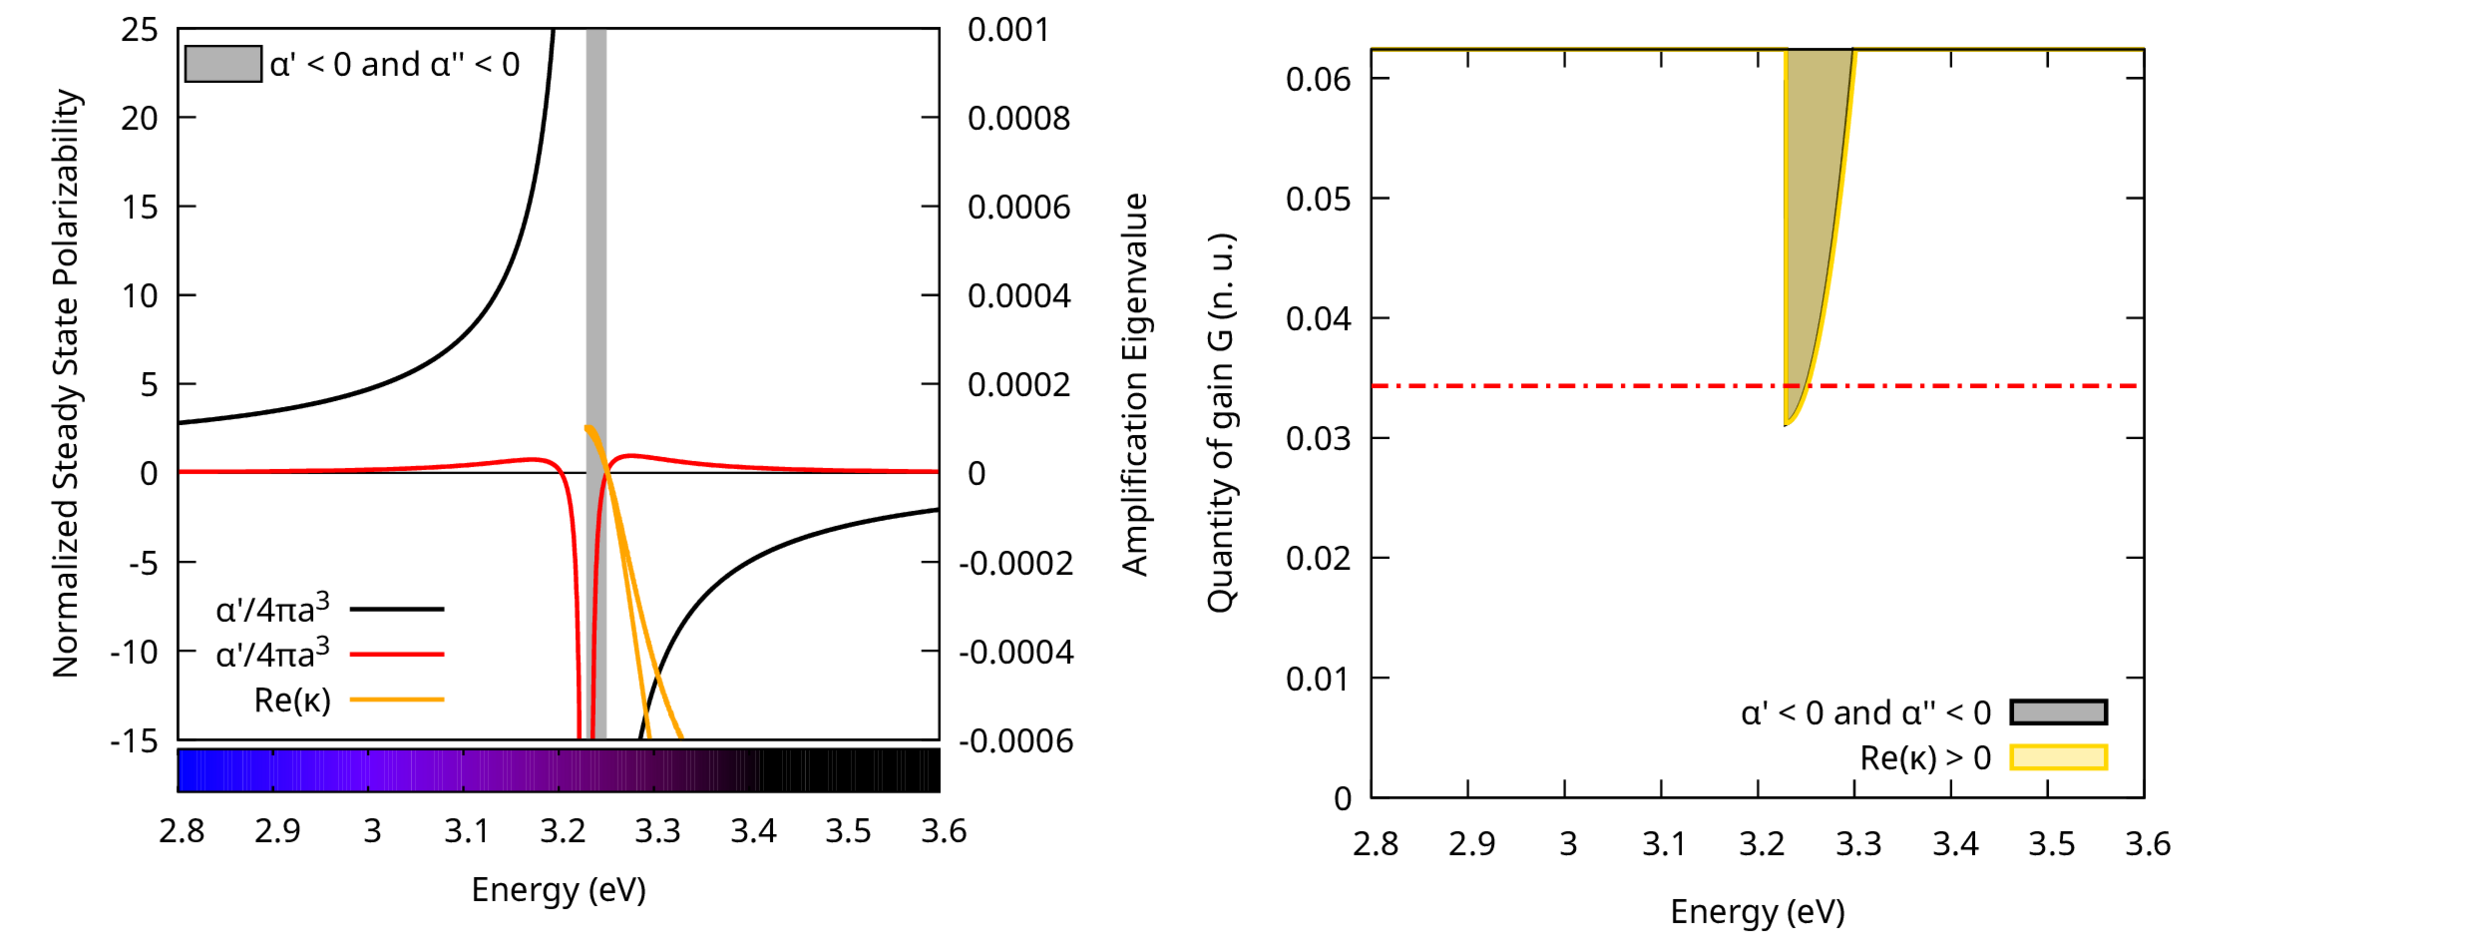 α' < 0 and α'' < 0
25
20
15
10
5
0
-5
-10
-15
Normalized Steady State Polarizability
α'/4πa³
α'/4πa³
Re(κ)
0.001
0.0008
0.0006
0.0004
0.0002
0
-0.0002
-0.0004
-0.0006
Amplification Eigenvalue
2.8 2.9 3 3.1 3.2 3.3 3.4 3.5 3.6
Energy (eV)
Quantity of gain G (n. u.)
0.06
0.05
0.04
0.03
0.02
0.01
0
α' < 0 and α'' < 0
Re(κ) > 0
2.8 2.9 3 3.1 3.2 3.3 3.4 3.5 3.6
Energy (eV)